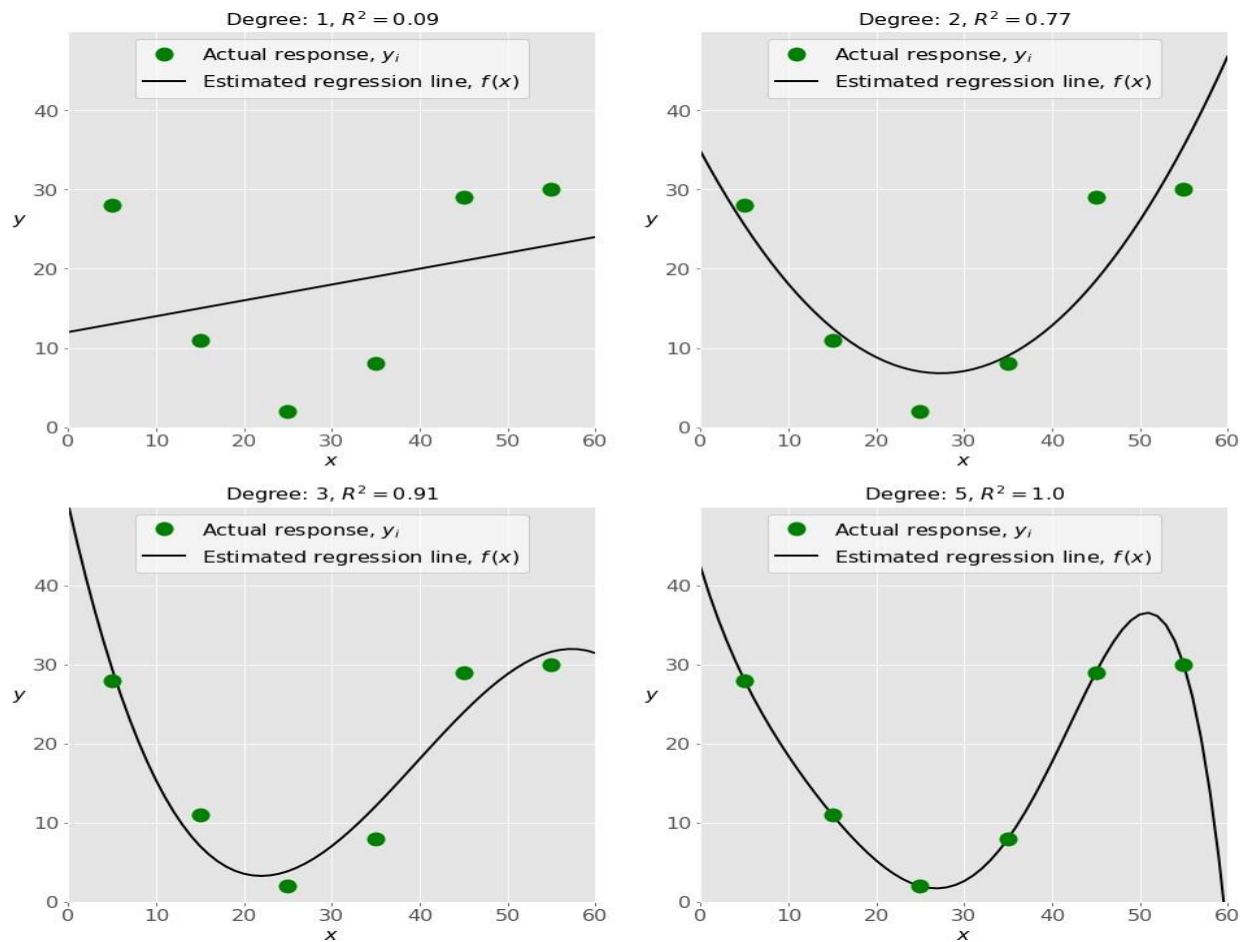 Degree: 1, R² = 0.09
Actual response, yᵢ
Estimated regression line, f(x)
40
30
y
20
10
0
0 10 20 30 40 50 60
x
Degree: 2, R² = 0.77
Actual response, yᵢ
Estimated regression line, f(x)
40
30
y
20
10
0
0 10 20 30 40 50 60
x
Degree: 3, R² = 0.91
Actual response, yᵢ
Estimated regression line, f(x)
40
30
y
20
10
0
0 10 20 30 40 50 60
x
Degree: 5, R² = 1.0
Actual response, yᵢ
Estimated regression line, f(x)
40
30
y
20
10
0
0 10 20 30 40 50 60
x